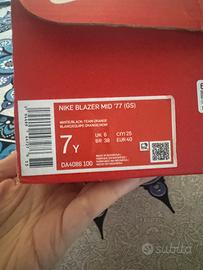 NIKE BLAZER MID '77 (GS)
WHITE/BLACK-TEAM ORANGE
BLANC/EQUIPE ORANGE/NOIR
7Y
UK 6
CM 25
BR 38
EUR 40
DA4086 100
subito